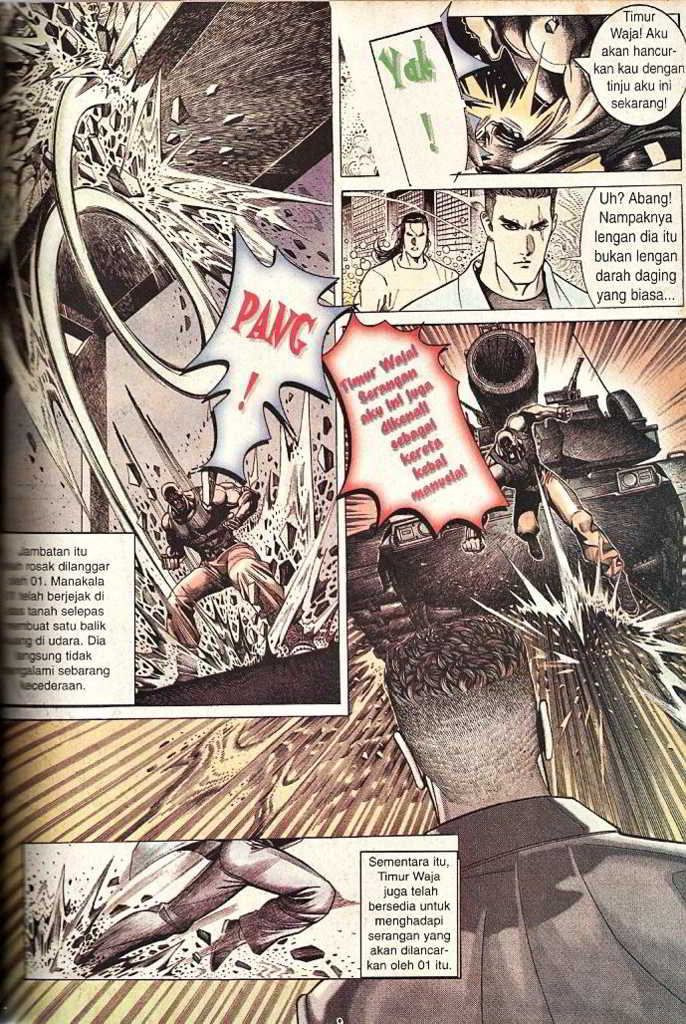 PANG
!
Jambatan itu
rosak dilanggar
oleh 01. Manakala
telah berjejak di
atas tanah selepas
membuat satu balik
di udara. Dia
langsung tidak
mengalami sebarang
kecederaan.
Yak
!
Timur
Waja! Aku
akan hancur-
kan kau dengan
tinju aku ini
sekarang!
Uh? Abang!
Nampaknya
lengan dia itu
bukan lengan
darah daging
yang biasa...
Timur Waja!
Serangan
aku ini juga
dikenali
sebagai
kereta
kebal
manusia!
Sementara itu,
Timur Waja
juga telah
bersedia untuk
menghadapi
serangan yang
akan dilancar-
kan oleh 01 itu.
9